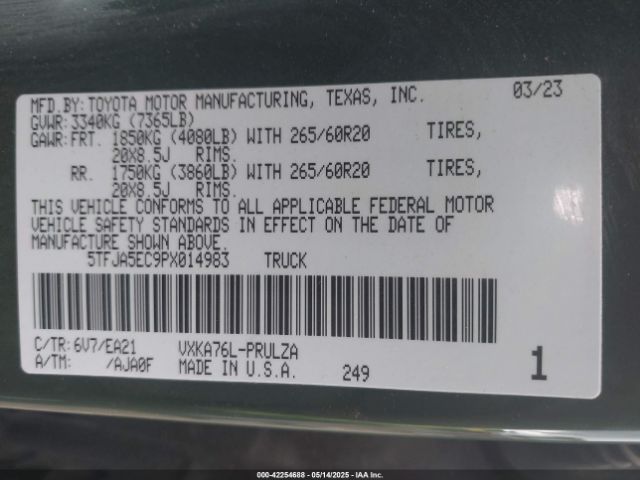 MFD.BY:TOYOTA MOTOR MANUFACTURING, TEXAS, INC. 03/23
GVWR:3340KG (7365LB)
GAWR:FRT. 1850KG (4080LB) WITH 265/60R20 TIRES,
20X8.5J RIMS.
RR. 1750KG (3860LB) WITH 265/60R20 TIRES,
20X8.5J RIMS.
THIS VEHICLE CONFORMS TO ALL APPLICABLE FEDERAL MOTOR
VEHICLE SAFETY STANDARDS IN EFFECT ON THE DATE OF
MANUFACTURE SHOWN ABOVE.
5TFJA5EC9PX014983 TRUCK
C/TR:6V7/EA21 VXKA76L-PRULZA
A/TM: /AJA0F MADE IN U.S.A. 249 1
000-42254688 - 05/14/2025 - IAAI, Inc.